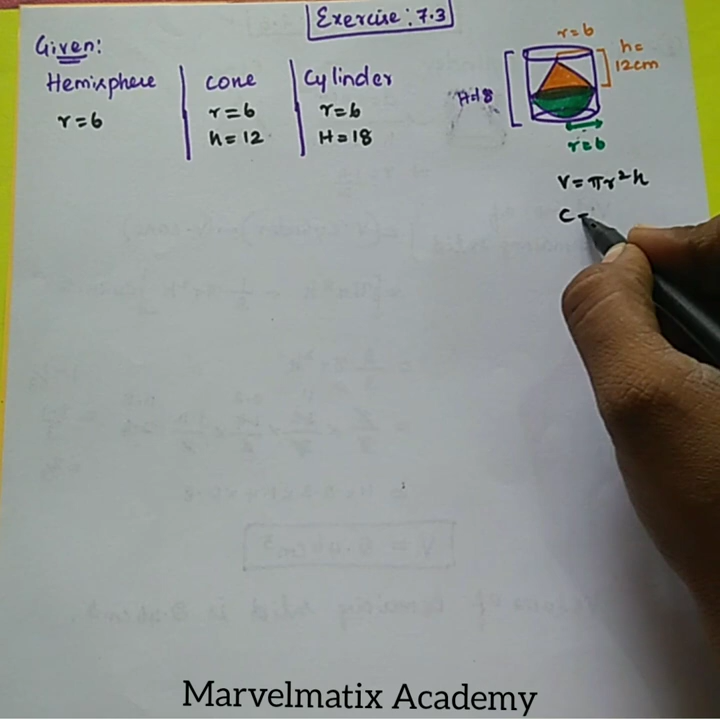 Exercise: 7.3
Given:
Hemisphere | cone | Cylinder
r=6 | r=6 | r=6
h=12 | H=18
r=6
h=
12cm
H=18
r=6
V=πr²h
C=
Marvelmatix Academy